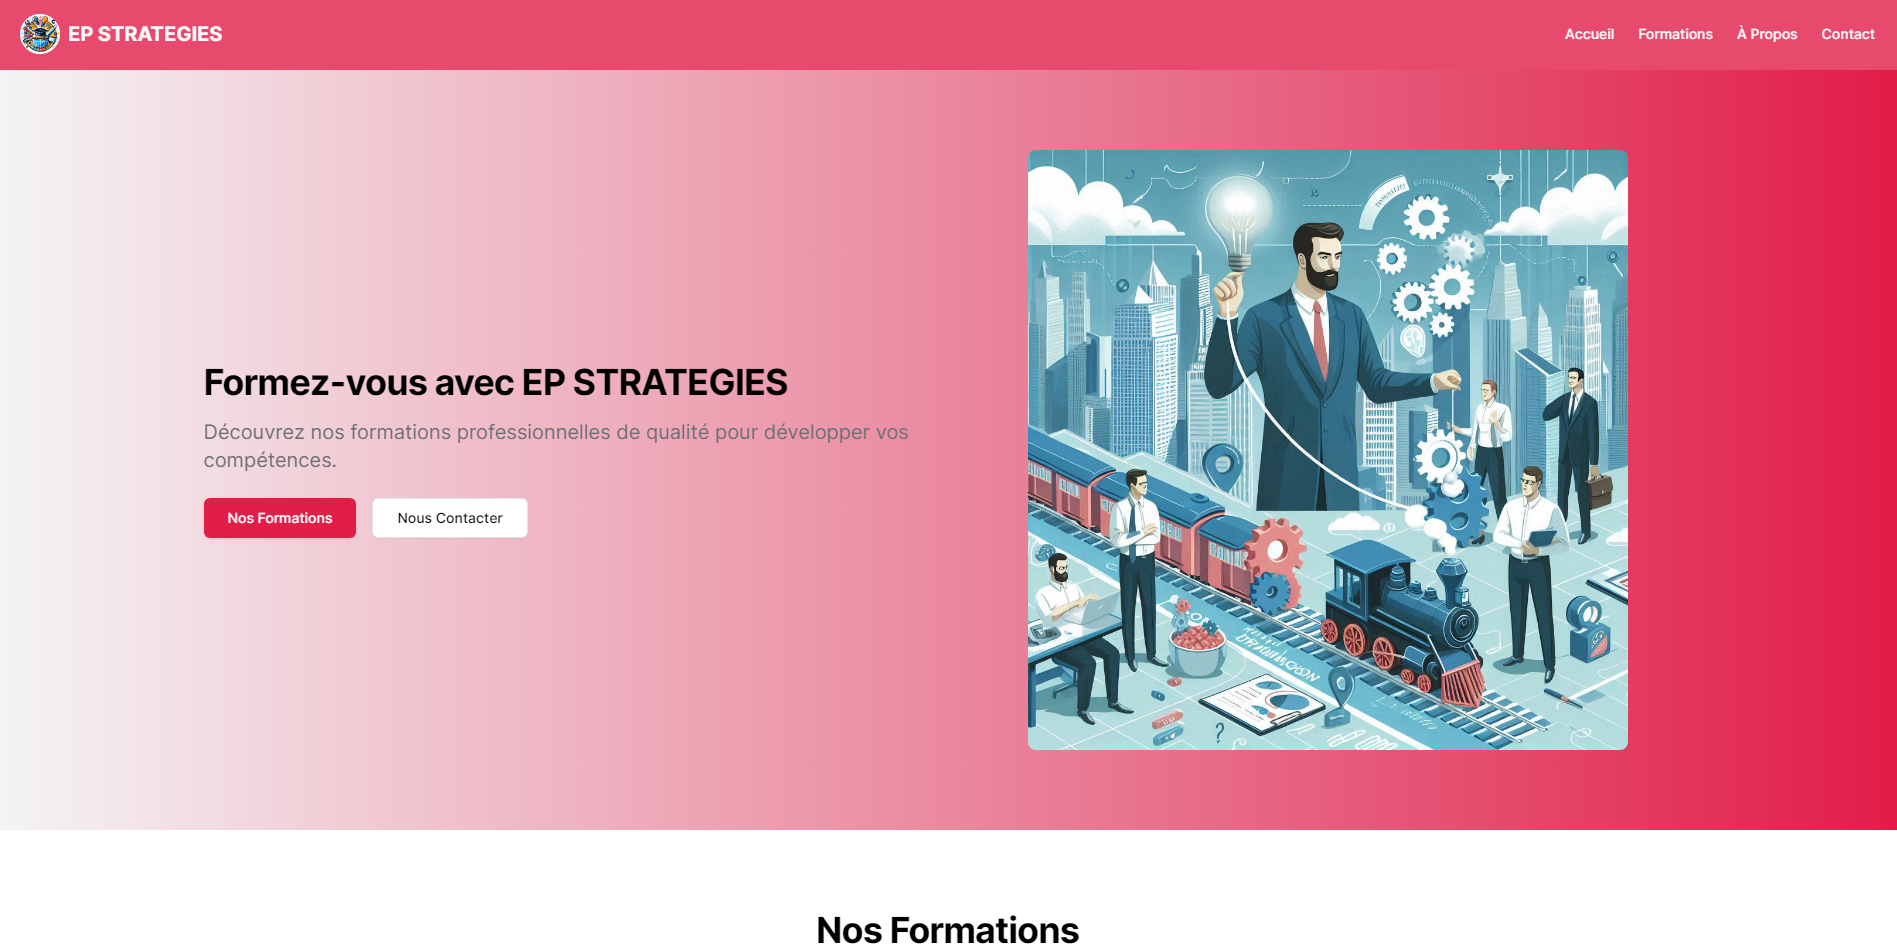 EP STRATEGIES
Accueil
Formations
À Propos
Contact
Formez-vous avec EP STRATEGIES
Découvrez nos formations professionnelles de qualité pour développer vos
compétences.
Nos Formations
Nous Contacter
Nos Formations